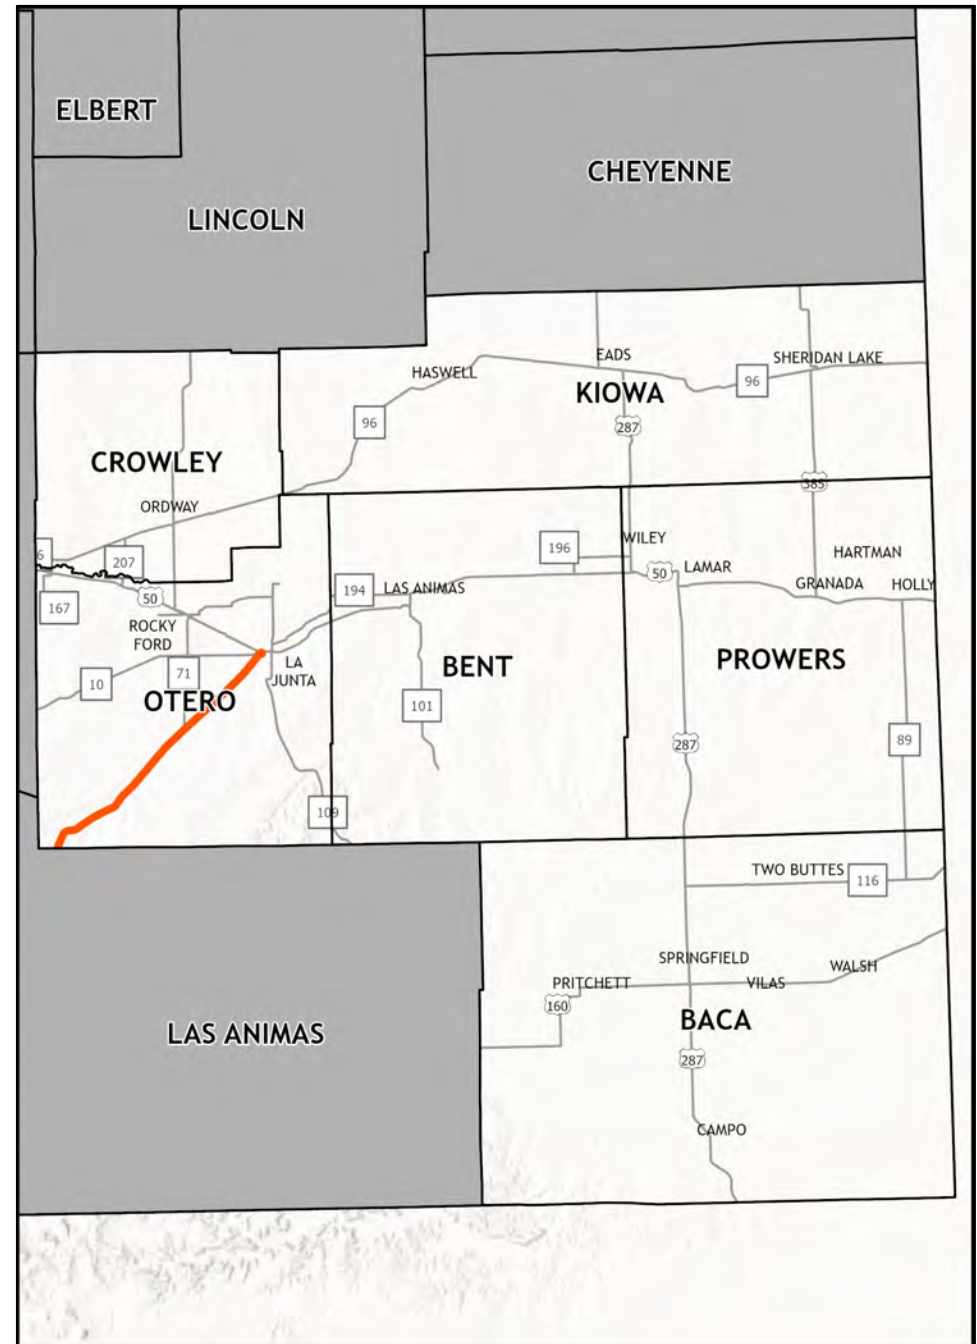 ELBERT
CHEYENNE
LINCOLN
EADS
SHERIDAN LAKE
HASWELL
96
KIOWA
96
287
CROWLEY
385
ORDWAY
WILEY
196
HARTMAN
6
207
50
LAMAR
GRANADA
HOLLY
194
LAS ANIMAS
50
167
ROCKY
FORD
LA
JUNTA
BENT
PROWERS
71
10
OTERO
101
287
89
109
TWO BUTTES
116
SPRINGFIELD
WALSH
PRITCHETT
VILAS
160
BACA
LAS ANIMAS
287
CAMPO